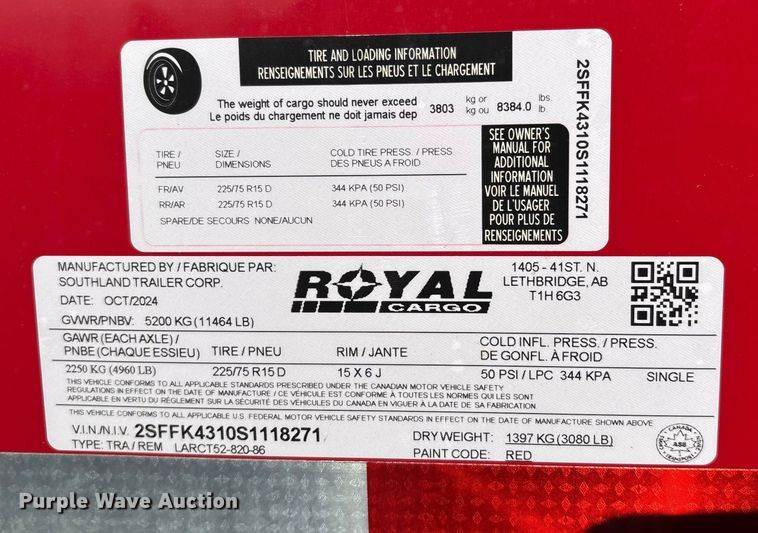 TIRE AND LOADING INFORMATION
RENSEIGNEMENTS SUR LES PNEUS ET LE CHARGEMENT
The weight of cargo should never exceed 3803 kg or 8384.0 lbs.
Le poids du chargement ne doit jamais dep kg ou lb.
TIRE / SIZE / COLD TIRE PRESS. / PRESS.
PNEU DIMENSIONS DES PNEUS A FROID
FR/AV 225/75 R15 D 344 KPA (50 PSI)
RR/AR 225/75 R15 D 344 KPA (50 PSI)
SPARE/DE SECOURS NONE/AUCUN
SEE OWNER'S
MANUAL FOR
ADDITIONAL
INFORMATION
VOIR LE MANUEL
DE L'USAGER
POUR PLUS DE
RENSEIGNEMENTS
2SFFK4310S1118271
MANUFACTURED BY / FABRIQUE PAR:
SOUTHLAND TRAILER CORP.
DATE: OCT/2024
ROYAL
CARGO
1405 - 41ST. N.
LETHBRIDGE, AB
T1H 6G3
GVWR/PNBV: 5200 KG (11464 LB)
GAWR (EACH AXLE) / COLD INFL. PRESS. / PRESS.
PNBE (CHAQUE ESSIEU) TIRE / PNEU RIM / JANTE DE GONFL. À FROID
2250 KG (4960 LB) 225/75 R15 D 15 X 6 J 50 PSI / LPC 344 KPA SINGLE
THIS VEHICLE CONFORMS TO ALL APPLICABLE STANDARDS PRESCRIBED UNDER THE CANADIAN MOTOR VEHICLE SAFETY
REGULATIONS IN EFFECT ON THE DATE OF MANUFACTURE / CE VÉHICULE EST CONFORME À TOUTES LES NORMES QUI LES SONT
APPLICABLE EN VERTU DU RÈGLEMENT SUR LA SÉCURITÉ DES VÉHICULES DU CANADA EN VIGUER À LA DATE DE SA FABRICATION.
THIS VEHICLE CONFORMS TO ALL APPLICABLE U.S. FEDERAL MOTOR VEHICLE SAFETY STANDARDS IN EFFECT ON THE DATE OF MANUFACTURE SHOWN ABOVE
V.I.N./N.I.V. 2SFFK4310S1118271 DRY WEIGHT: 1397 KG (3080 LB)
TYPE: TRA / REM LARCT52-820-86 PAINT CODE: RED
CANADA
TRANSPORT
Purple Wave Auction